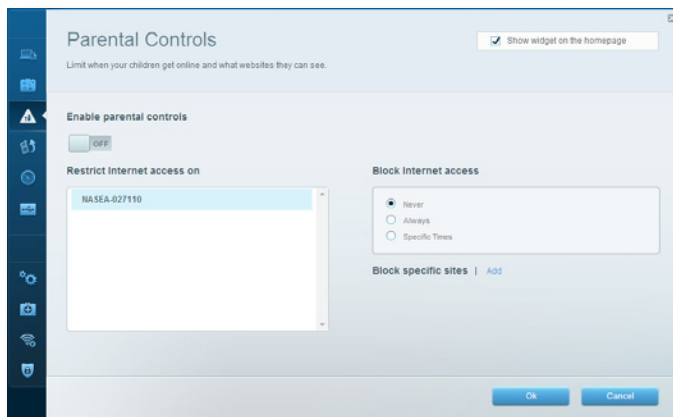 Parental Controls
Show widget on the homepage
Limit when your children get online and what websites they can see.
Enable parental controls
OFF
Restrict Internet access on
Block Internet access
NASEA-027110
Never
Always
Specific Times
Block specific sites | Add
Ok
Cancel